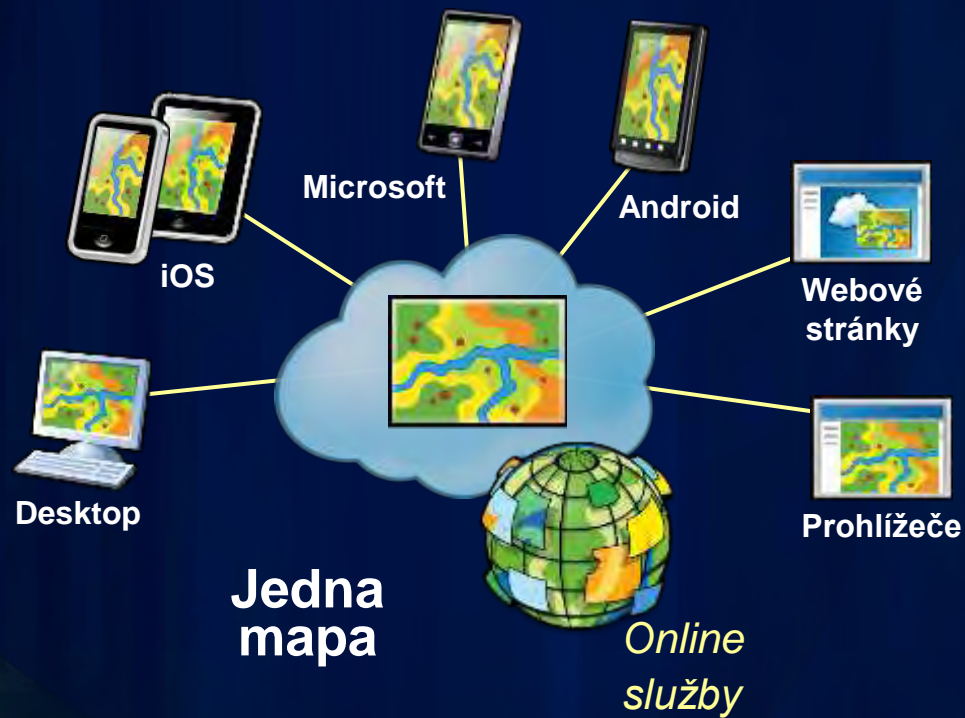 Microsoft
Android
iOS
Webové
stránky
Desktop
Prohlížeče
Jedna
mapa
Online
služby